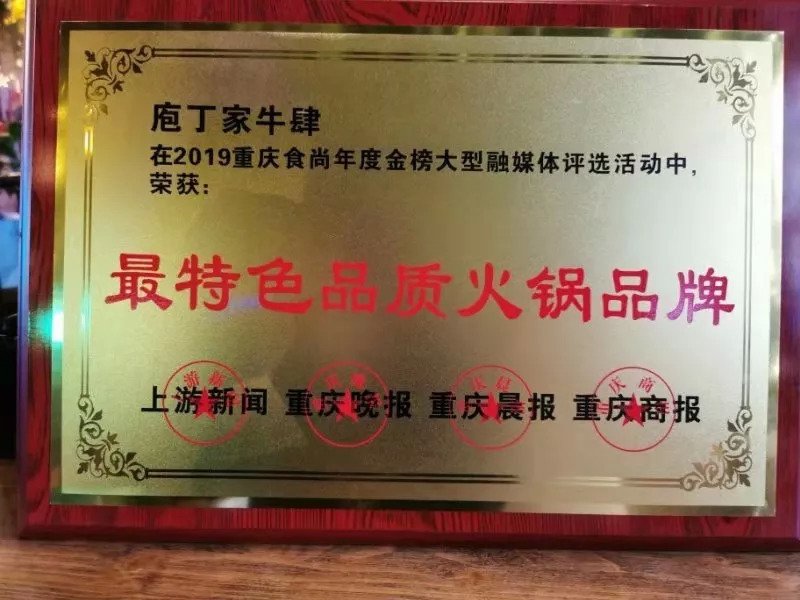 庖丁家牛肆
在2019重庆食尚年度金榜大型融媒体评选活动中,
荣获:
最特色品质火锅品牌
上游新闻 重庆晚报 重庆晨报 重庆商报